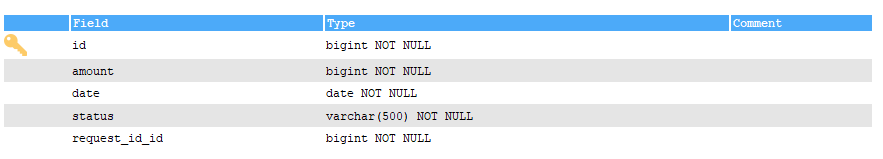 Field Type Comment
id bigint NOT NULL
amount bigint NOT NULL
date date NOT NULL
status varchar(500) NOT NULL
request_id_id bigint NOT NULL